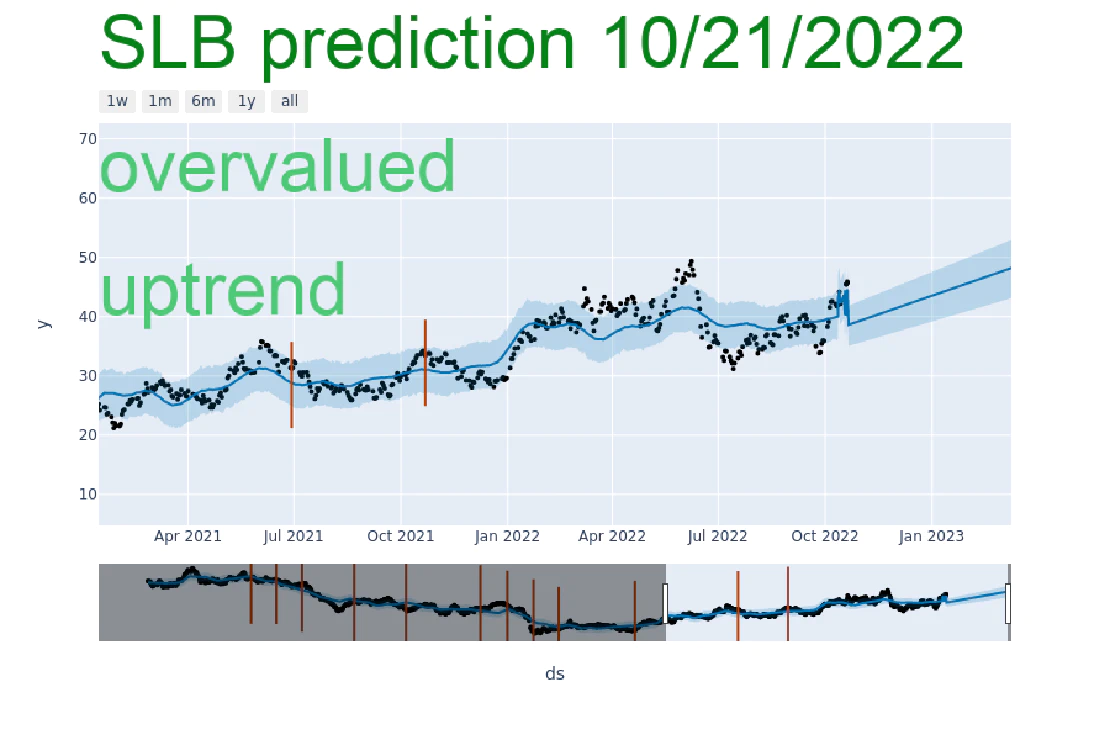 SLB prediction 10/21/2022
1w 1m 6m 1y all
70
overvalued
60
50
uptrend
40
y
30
20
10
Apr 2021 Jul 2021 Oct 2021 Jan 2022 Apr 2022 Jul 2022 Oct 2022 Jan 2023
ds